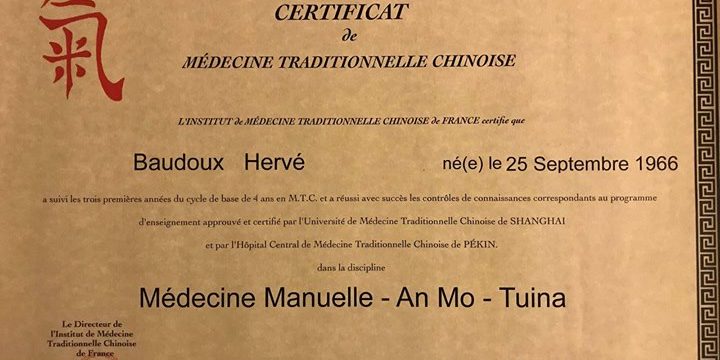 氣
CERTIFICAT
de
MÉDECINE TRADITIONNELLE CHINOISE
L'INSTITUT de MÉDECINE TRADITIONNELLE CHINOISE de FRANCE certifie que
Baudoux Hervé né(e) le 25 Septembre 1966
a suivi les trois premières années du cycle de base de 4 ans en M.T.C. et a réussi avec succès les contrôles de connaissances correspondants au programme
d'enseignement approuvé et certifié par l'Université de Médecine Traditionnelle Chinoise de SHANGHAI
et par l'Hôpital Central de Médecine Traditionnelle Chinoise de PÉKIN.
dans la discipline
Médecine Manuelle - An Mo - Tuina
Le Directeur de
l'Institut de Médecine
Traditionnelle Chinoise
de France